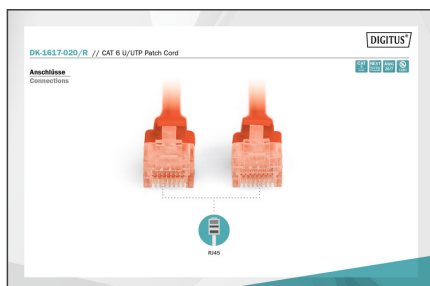 DIGITUS®
DK-1617-020/R // CAT 6 U/UTP Patch Cord
Anschlüsse
Connections
RJ45